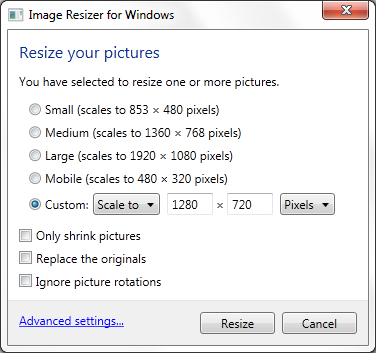 Image Resizer for Windows
Resize your pictures
You have selected to resize one or more pictures.
Small (scales to 853 × 480 pixels)
Medium (scales to 1360 × 768 pixels)
Large (scales to 1920 × 1080 pixels)
Mobile (scales to 480 × 320 pixels)
Custom: Scale to 1280 × 720 Pixels
Only shrink pictures
Replace the originals
Ignore picture rotations
Advanced settings... Resize Cancel